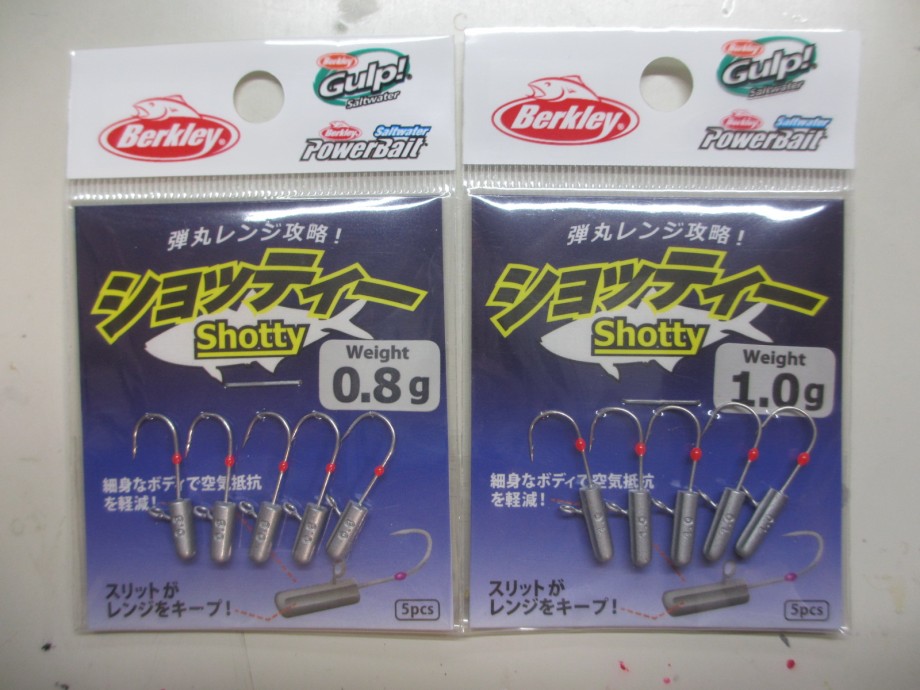 Berkley
Berkley
Gulp!
Saltwater
Berkley
Saltwater
PowerBait
弾丸レンジ攻略！
ショッティー
Shotty
Weight
0.8g
細身なボディで空気抵抗
を軽減！
スリットが
レンジをキープ！
5pcs
Berkley
Berkley
Gulp!
Saltwater
Berkley
Saltwater
PowerBait
弾丸レンジ攻略！
ショッティー
Shotty
Weight
1.0g
細身なボディで空気抵抗
を軽減！
スリットが
レンジをキープ！
5pcs